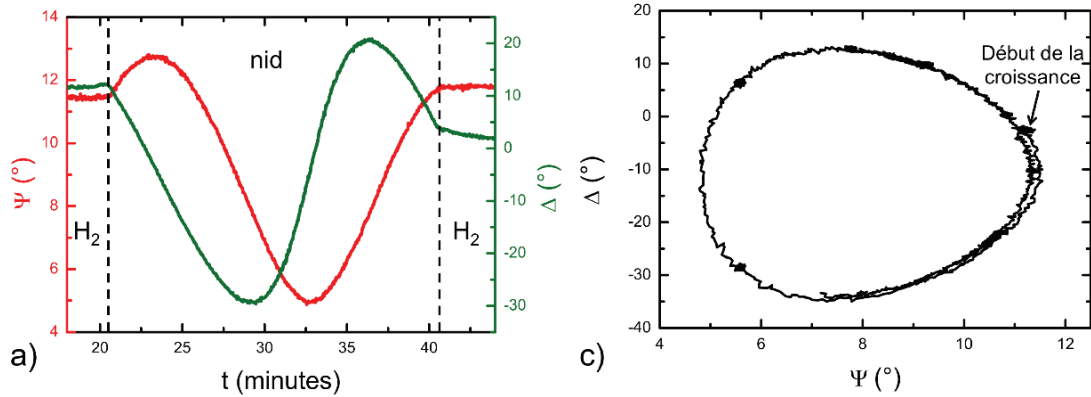 14
12
10
8
6
4
Ψ (°)
H₂
nid
H₂
20
10
0
-10
-20
-30
Δ (°)
20
25
30
35
40
t (minutes)
a)
20
10
0
-10
-20
-30
-40
Δ (°)
Début de la
croissance
4
6
8
10
12
Ψ (°)
c)